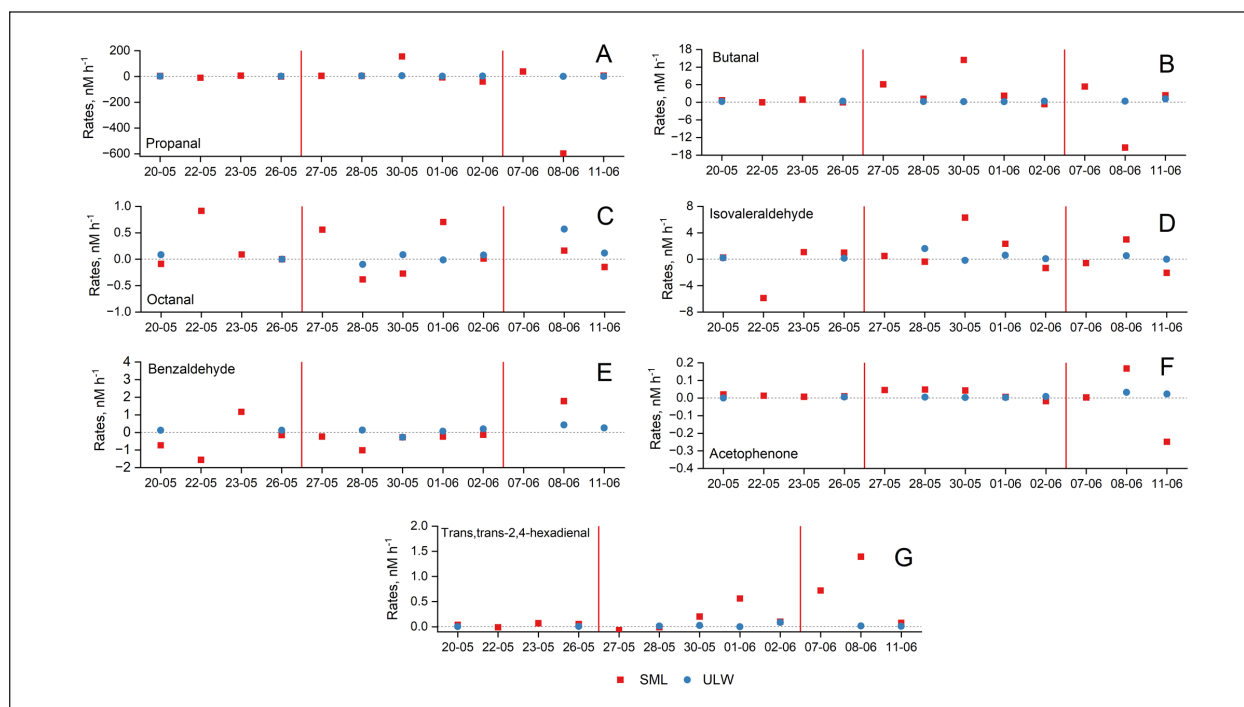 A
Rates, nM h⁻¹
200
0
−200
−400
−600
Propanal
20-05 22-05 23-05 26-05 27-05 28-05 30-05 01-06 02-06 07-06 08-06 11-06
B
Butanal
Rates, nM h⁻¹
18
12
6
0
−6
−12
−18
20-05 22-05 23-05 26-05 27-05 28-05 30-05 01-06 02-06 07-06 08-06 11-06
C
Rates, nM h⁻¹
1.0
0.5
0.0
−0.5
−1.0
Octanal
20-05 22-05 23-05 26-05 27-05 28-05 30-05 01-06 02-06 07-06 08-06 11-06
D
Isovaleraldehyde
Rates, nM h⁻¹
8
4
0
−4
−8
20-05 22-05 23-05 26-05 27-05 28-05 30-05 01-06 02-06 07-06 08-06 11-06
E
Benzaldehyde
Rates, nM h⁻¹
4
3
2
1
0
−1
−2
20-05 22-05 23-05 26-05 27-05 28-05 30-05 01-06 02-06 07-06 08-06 11-06
F
Rates, nM h⁻¹
0.2
0.1
0.0
−0.1
−0.2
−0.3
−0.4
Acetophenone
20-05 22-05 23-05 26-05 27-05 28-05 30-05 01-06 02-06 07-06 08-06 11-06
G
Trans,trans-2,4-hexadienal
Rates, nM h⁻¹
2.0
1.5
1.0
0.5
0.0
20-05 22-05 23-05 26-05 27-05 28-05 30-05 01-06 02-06 07-06 08-06 11-06
SML ULW